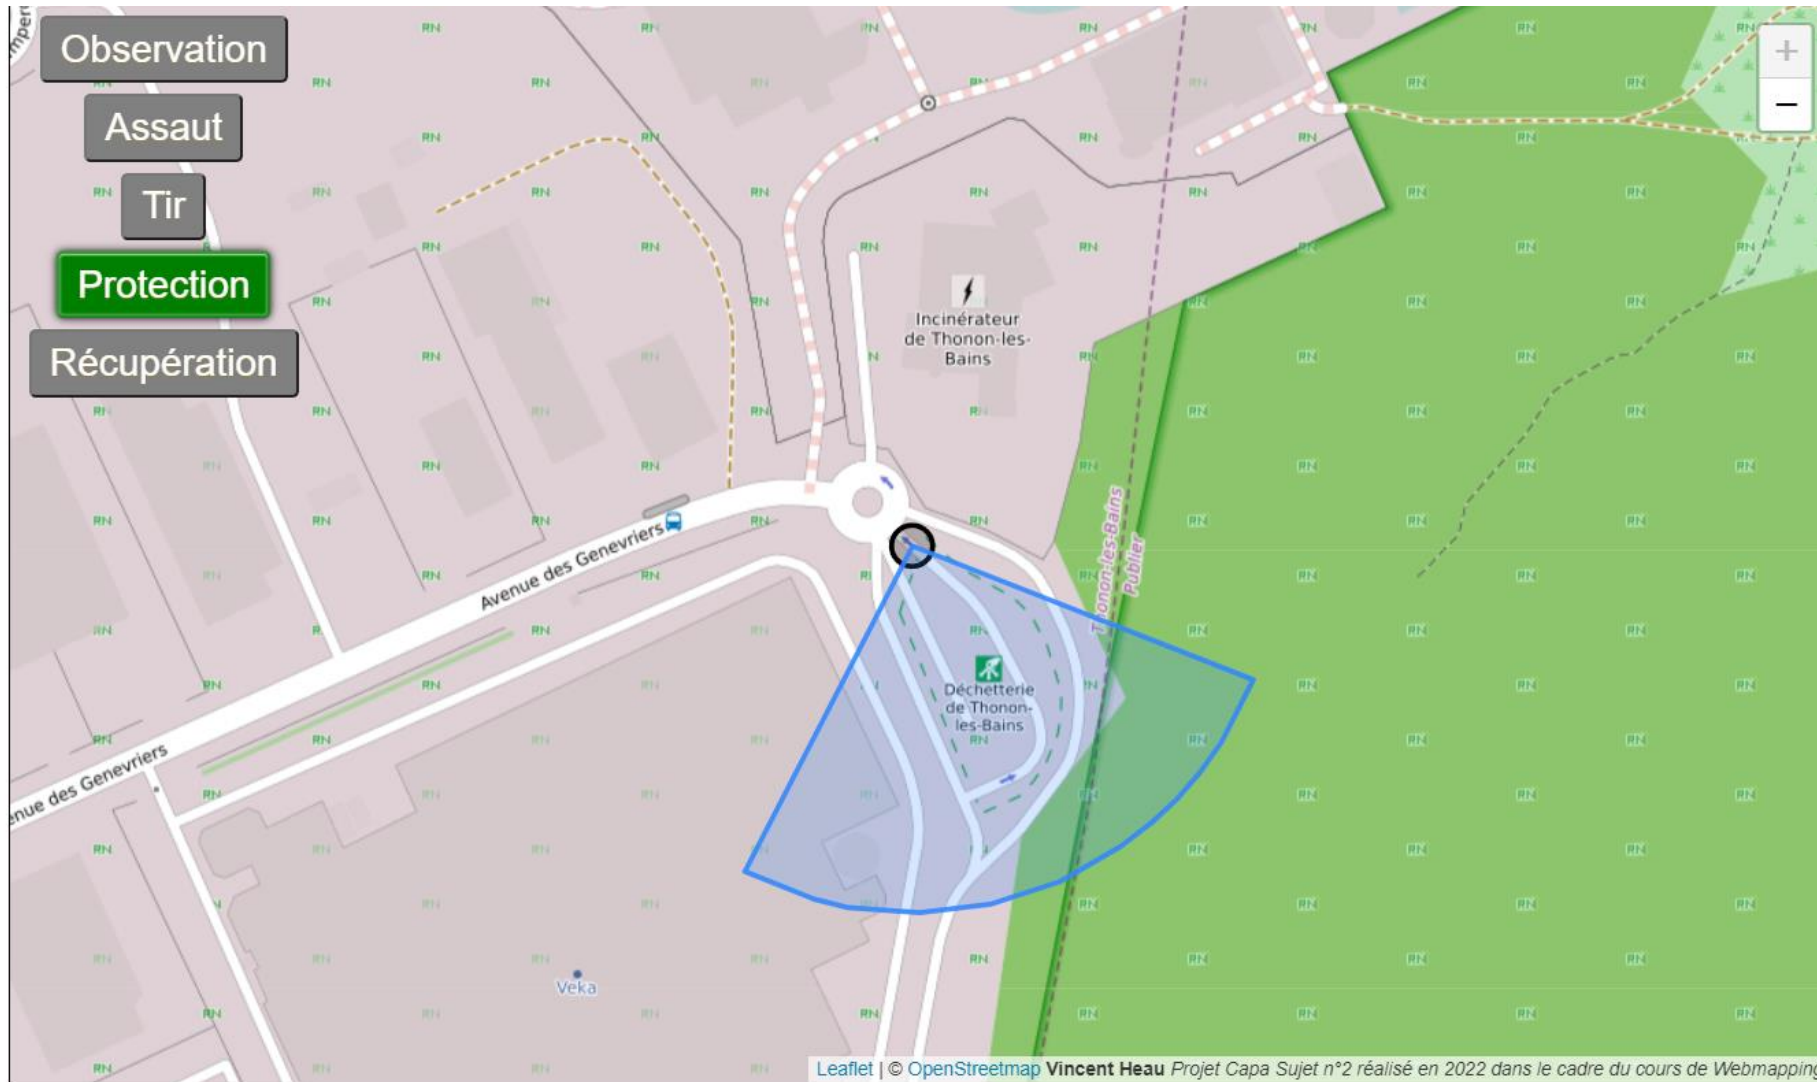 Observation
Assaut
Tir
Protection
Récupération
+
−
Incinérateur
de Thonon-les-
Bains
Avenue des Genevriers
Thonon-les-Bains
Publier
Déchetterie
de Thonon-
les-Bains
enue des Genevriers
Veka
RN
Leaflet | © OpenStreetmap Vincent Heau Projet Capa Sujet n°2 réalisé en 2022 dans le cadre du cours de Webmapping